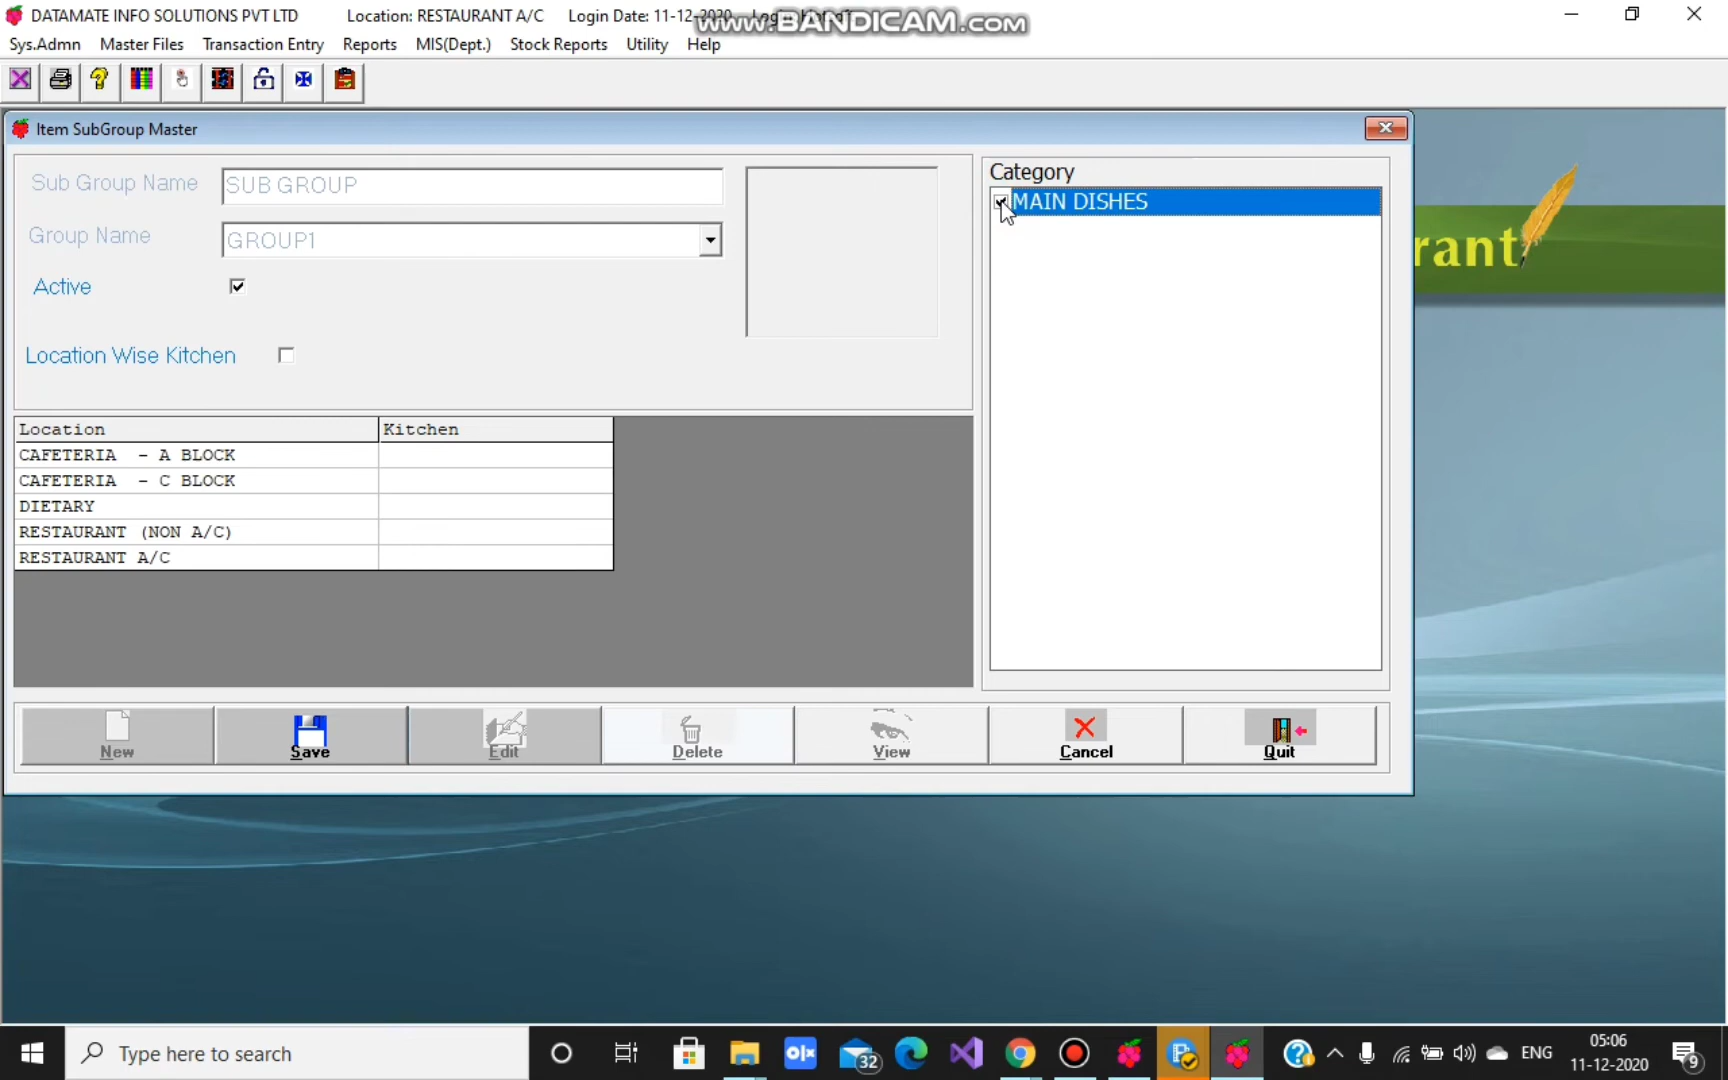 DATAMATE INFO SOLUTIONS PVT LTD Location: RESTAURANT A/C Login Date: 11-12-2020
www.BANDICAM.com
Sys.Admn Master Files Transaction Entry Reports MIS(Dept.) Stock Reports Utility Help
Item SubGroup Master
Sub Group Name SUB GROUP
Group Name GROUP1
Active
Location Wise Kitchen
Category
MAIN DISHES
rant
Location Kitchen
CAFETERIA - A BLOCK
CAFETERIA - C BLOCK
DIETARY
RESTAURANT (NON A/C)
RESTAURANT A/C
New Save Edit Delete View Cancel Quit
Type here to search
OLX
32
ENG
05:06
11-12-2020
9